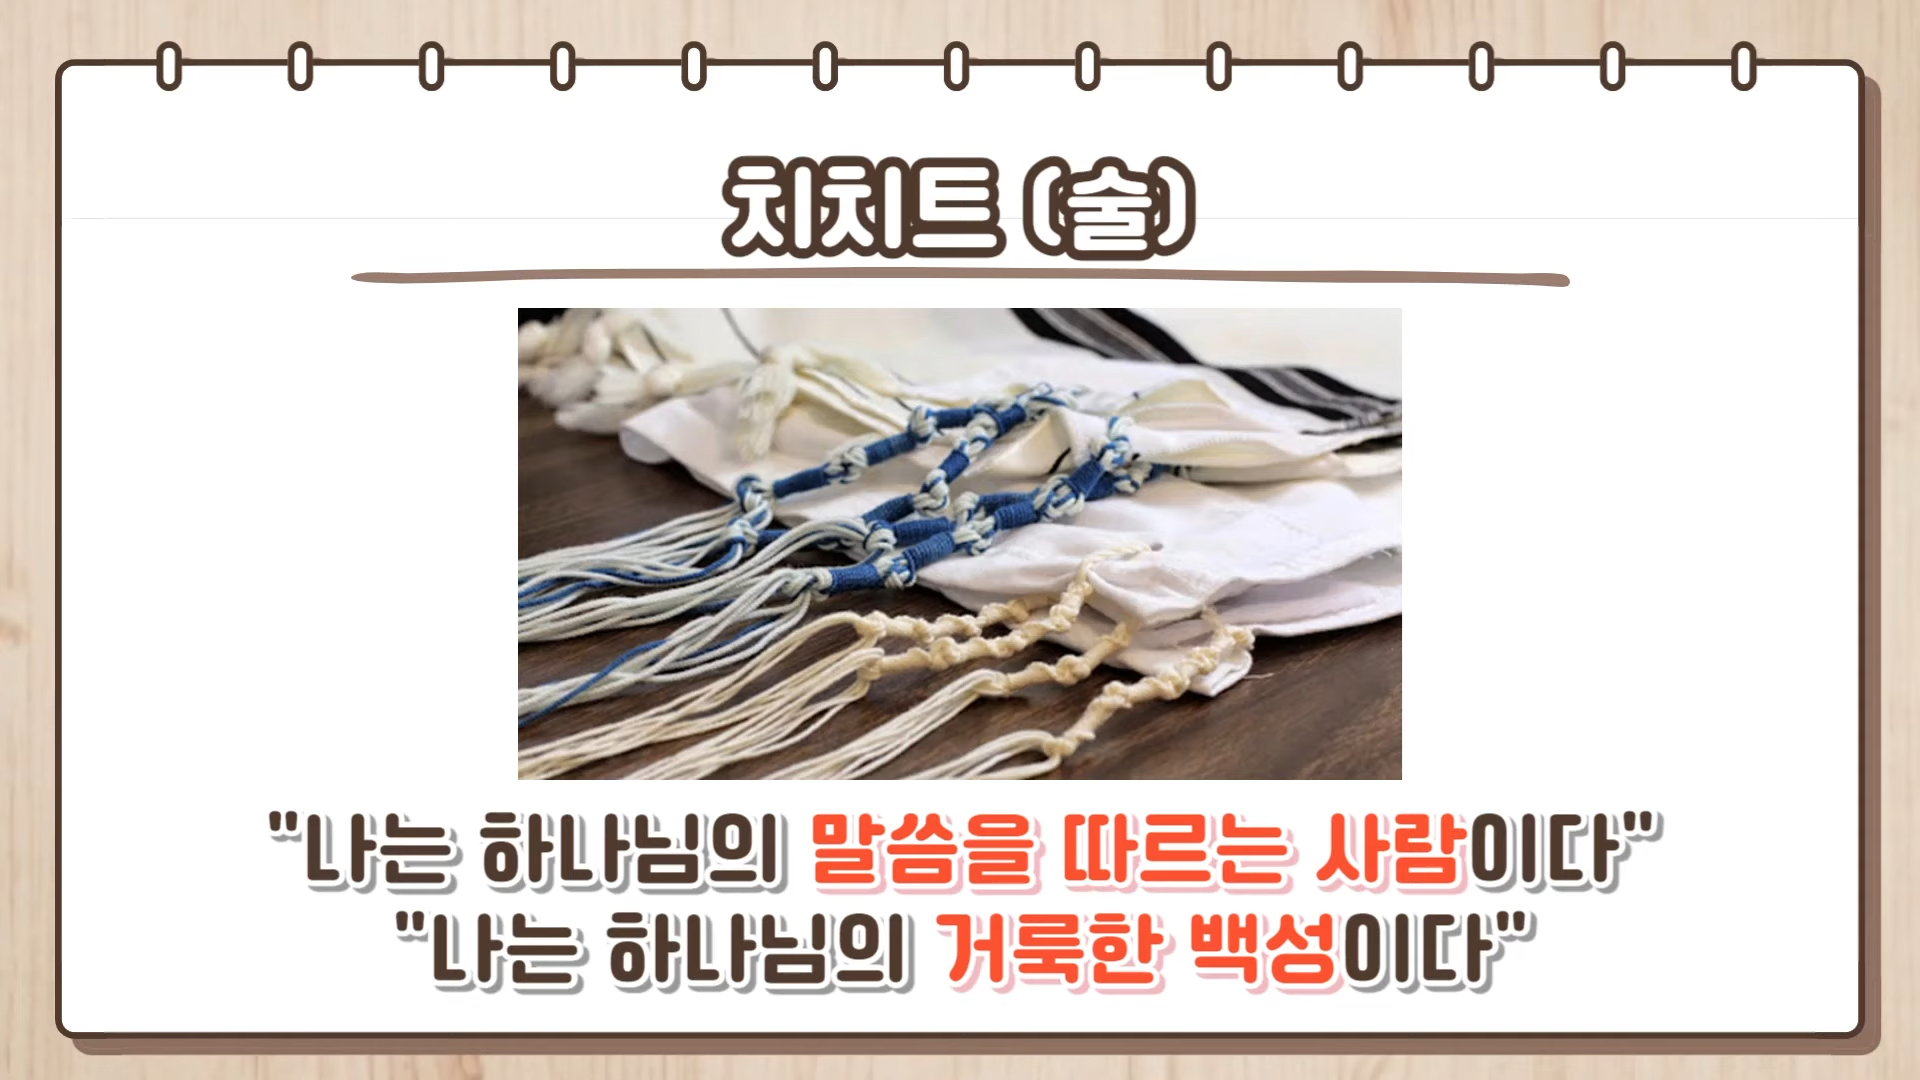 치치트 (술)
"나는 하나님의 말씀을 따르는 사람이다"
"나는 하나님의 거룩한 백성이다"